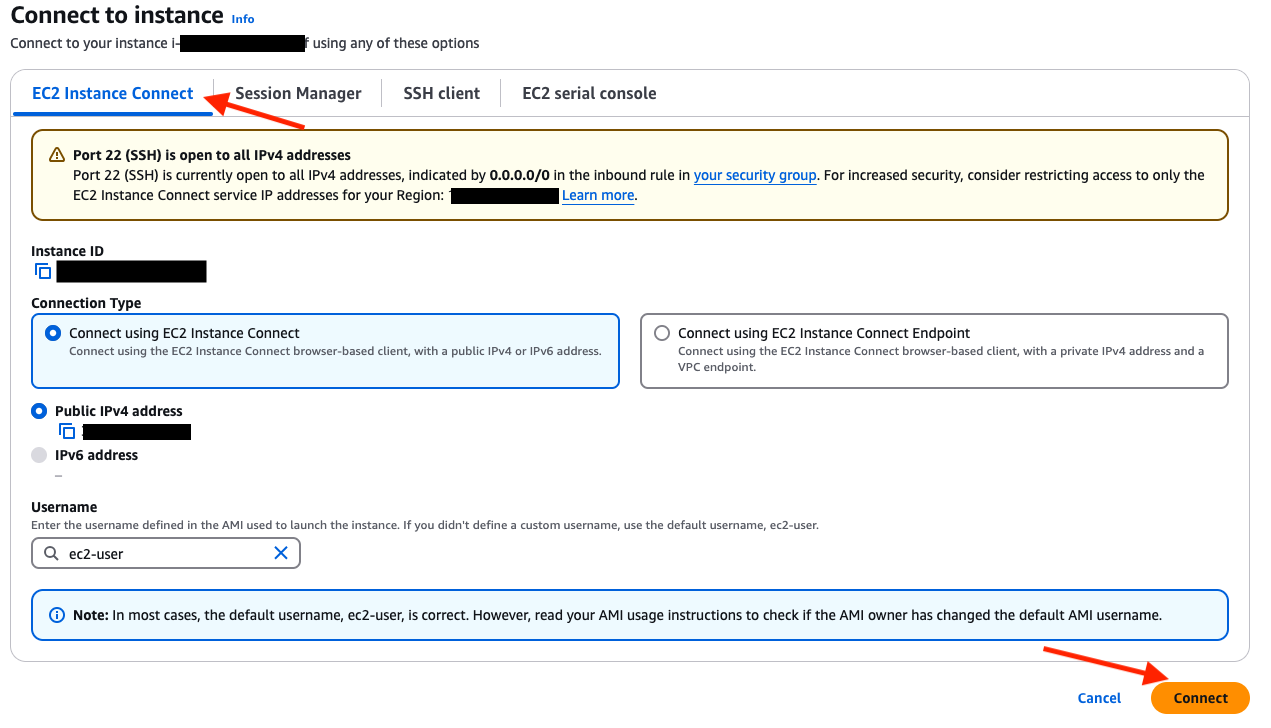 Connect to instance Info
Connect to your instance i- f using any of these options
EC2 Instance Connect
Session Manager
SSH client
EC2 serial console
Port 22 (SSH) is open to all IPv4 addresses
Port 22 (SSH) is currently open to all IPv4 addresses, indicated by 0.0.0.0/0 in the inbound rule in your security group. For increased security, consider restricting access to only the
EC2 Instance Connect service IP addresses for your Region: Learn more.
Instance ID
Connection Type
Connect using EC2 Instance Connect
Connect using the EC2 Instance Connect browser-based client, with a public IPv4 or IPv6 address.
Connect using EC2 Instance Connect Endpoint
Connect using the EC2 Instance Connect browser-based client, with a private IPv4 address and a
VPC endpoint.
Public IPv4 address
IPv6 address
–
Username
Enter the username defined in the AMI used to launch the instance. If you didn't define a custom username, use the default username, ec2-user.
ec2-user
Note: In most cases, the default username, ec2-user, is correct. However, read your AMI usage instructions to check if the AMI owner has changed the default AMI username.
Cancel
Connect